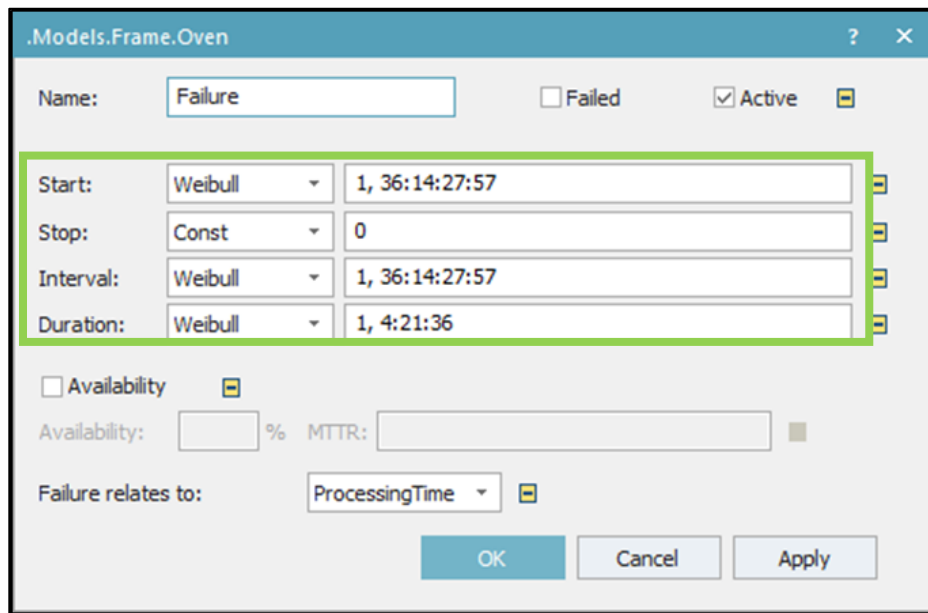 .Models.Frame.Oven ? ×
Name: Failure Failed Active
Start: Weibull 1, 36:14:27:57
Stop: Const 0
Interval: Weibull 1, 36:14:27:57
Duration: Weibull 1, 4:21:36
Availability
Availability: % MTTR:
Failure relates to: ProcessingTime
OK Cancel Apply